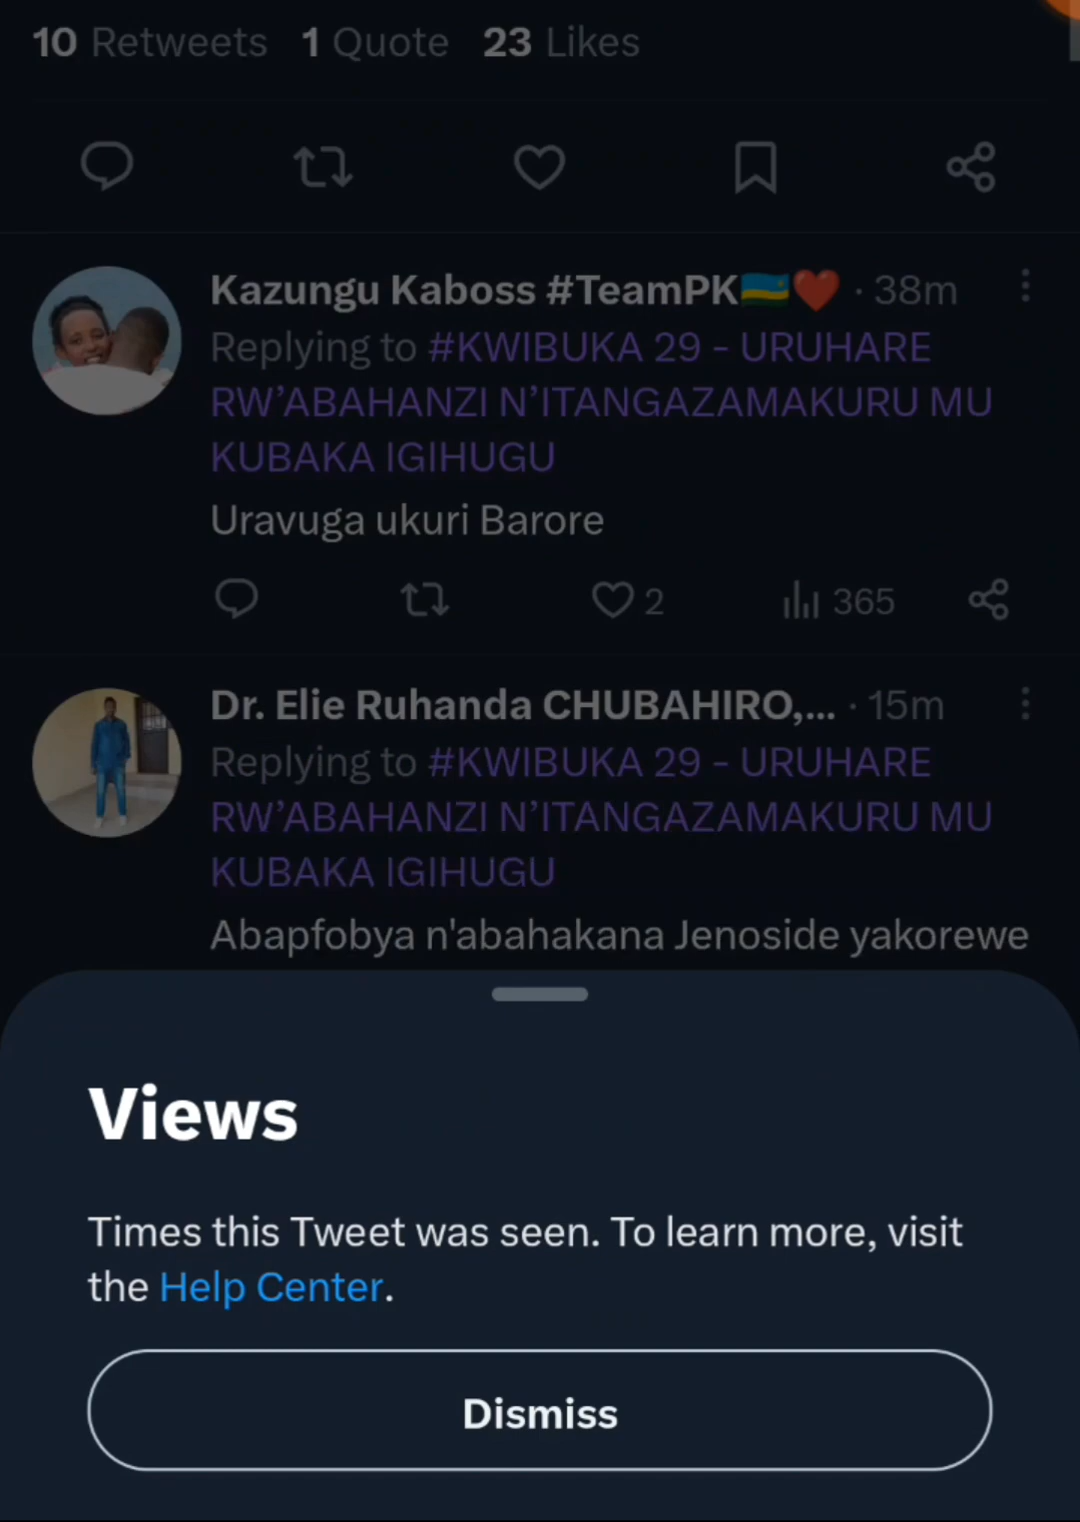 10 Retweets 1 Quote 23 Likes
Kazungu Kaboss #TeamPK🇷🇼❤️ · 38m
Replying to #KWIBUKA 29 - URUHARE
RW’ABAHANZI N’ITANGAZAMAKURU MU
KUBAKA IGIHUGU
Uravuga ukuri Barore
2 365
Dr. Elie Ruhanda CHUBAHIRO,... · 15m
Replying to #KWIBUKA 29 - URUHARE
RW’ABAHANZI N’ITANGAZAMAKURU MU
KUBAKA IGIHUGU
Abapfobya n'abahakana Jenoside yakorewe
Views
Times this Tweet was seen. To learn more, visit
the Help Center.
Dismiss